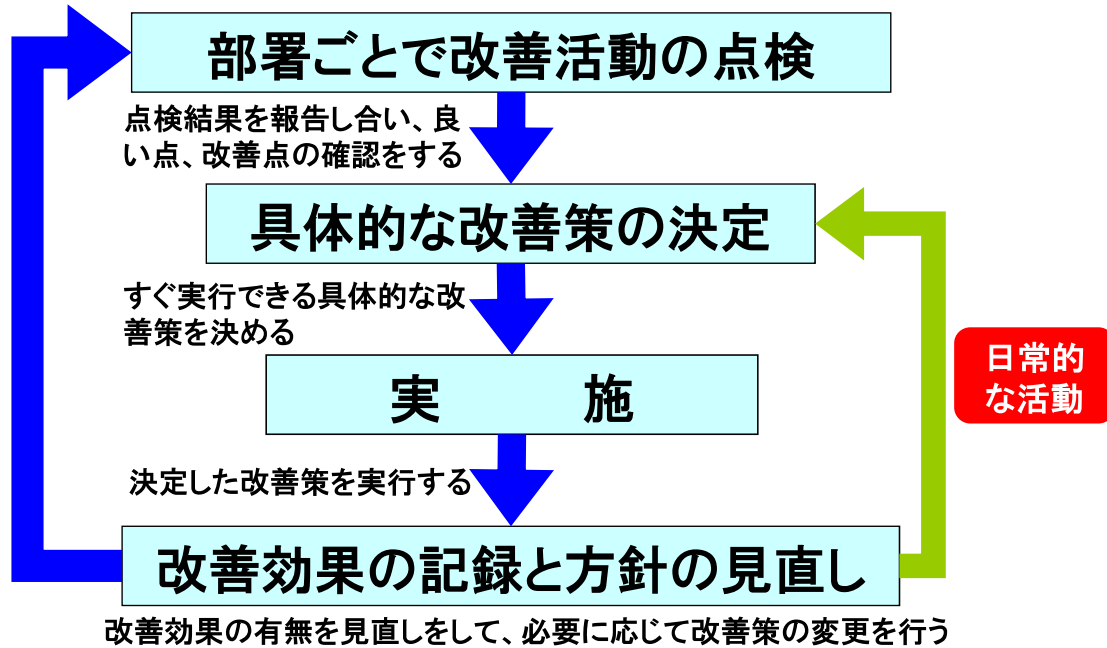 部署ごとで改善活動の点検
点検結果を報告し合い、良
い点、改善点の確認をする
具体的な改善策の決定
すぐ実行できる具体的な改
善策を決める
日常的
な活動
実　　施
決定した改善策を実行する
改善効果の記録と方針の見直し
改善効果の有無を見直しをして、必要に応じて改善策の変更を行う